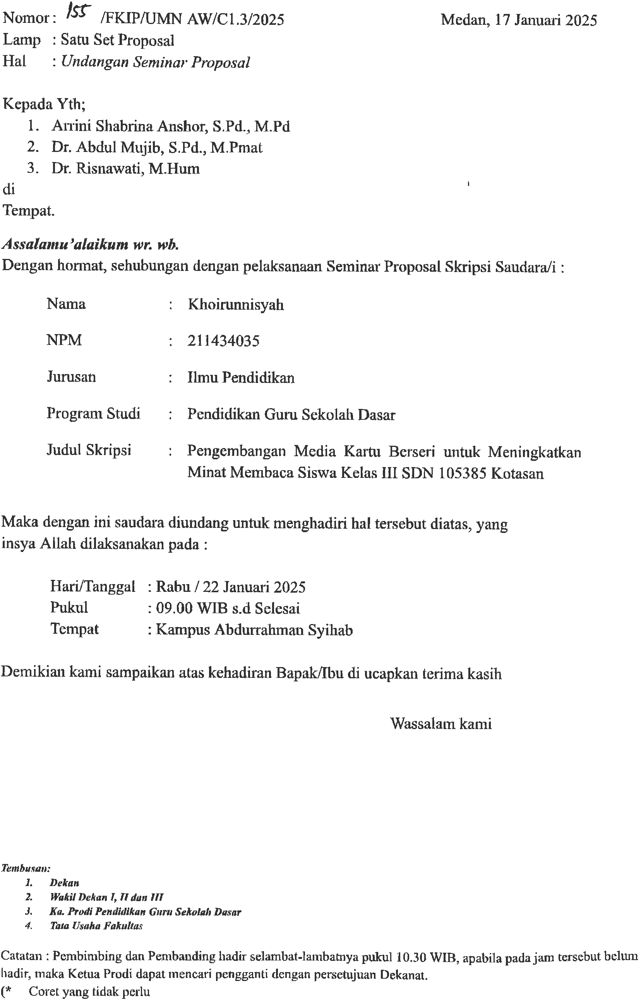 Nomor : 155 /FKIP/UMN AW/C1.3/2025 Medan, 17 Januari 2025
Lamp : Satu Set Proposal
Hal : Undangan Seminar Proposal
Kepada Yth;
1. Arrini Shabrina Anshor, S.Pd., M.Pd
2. Dr. Abdul Mujib, S.Pd., M.Pmat
3. Dr. Risnawati, M.Hum
di
Tempat.
Assalamu'alaikum wr. wb.
Dengan hormat, sehubungan dengan pelaksanaan Seminar Proposal Skripsi Saudara/i :
Nama : Khoirunnisyah
NPM : 211434035
Jurusan : Ilmu Pendidikan
Program Studi : Pendidikan Guru Sekolah Dasar
Judul Skripsi : Pengembangan Media Kartu Berseri untuk Meningkatkan
Minat Membaca Siswa Kelas III SDN 105385 Kotasan
Maka dengan ini saudara diundang untuk menghadiri hal tersebut diatas, yang
insya Allah dilaksanakan pada :
Hari/Tanggal : Rabu / 22 Januari 2025
Pukul : 09.00 WIB s.d Selesai
Tempat : Kampus Abdurrahman Syihab
Demikian kami sampaikan atas kehadiran Bapak/Ibu di ucapkan terima kasih
Wassalam kami
Tembusan:
1. Dekan
2. Wakil Dekan I, II dan III
3. Ka. Prodi Pendidikan Guru Sekolah Dasar
4. Tata Usaha Fakultas
Catatan : Pembimbing dan Pembanding hadir selambat-lambatnya pukul 10.30 WIB, apabila pada jam tersebut belum
hadir, maka Ketua Prodi dapat mencari pengganti dengan persetujuan Dekanat.
(* Coret yang tidak perlu